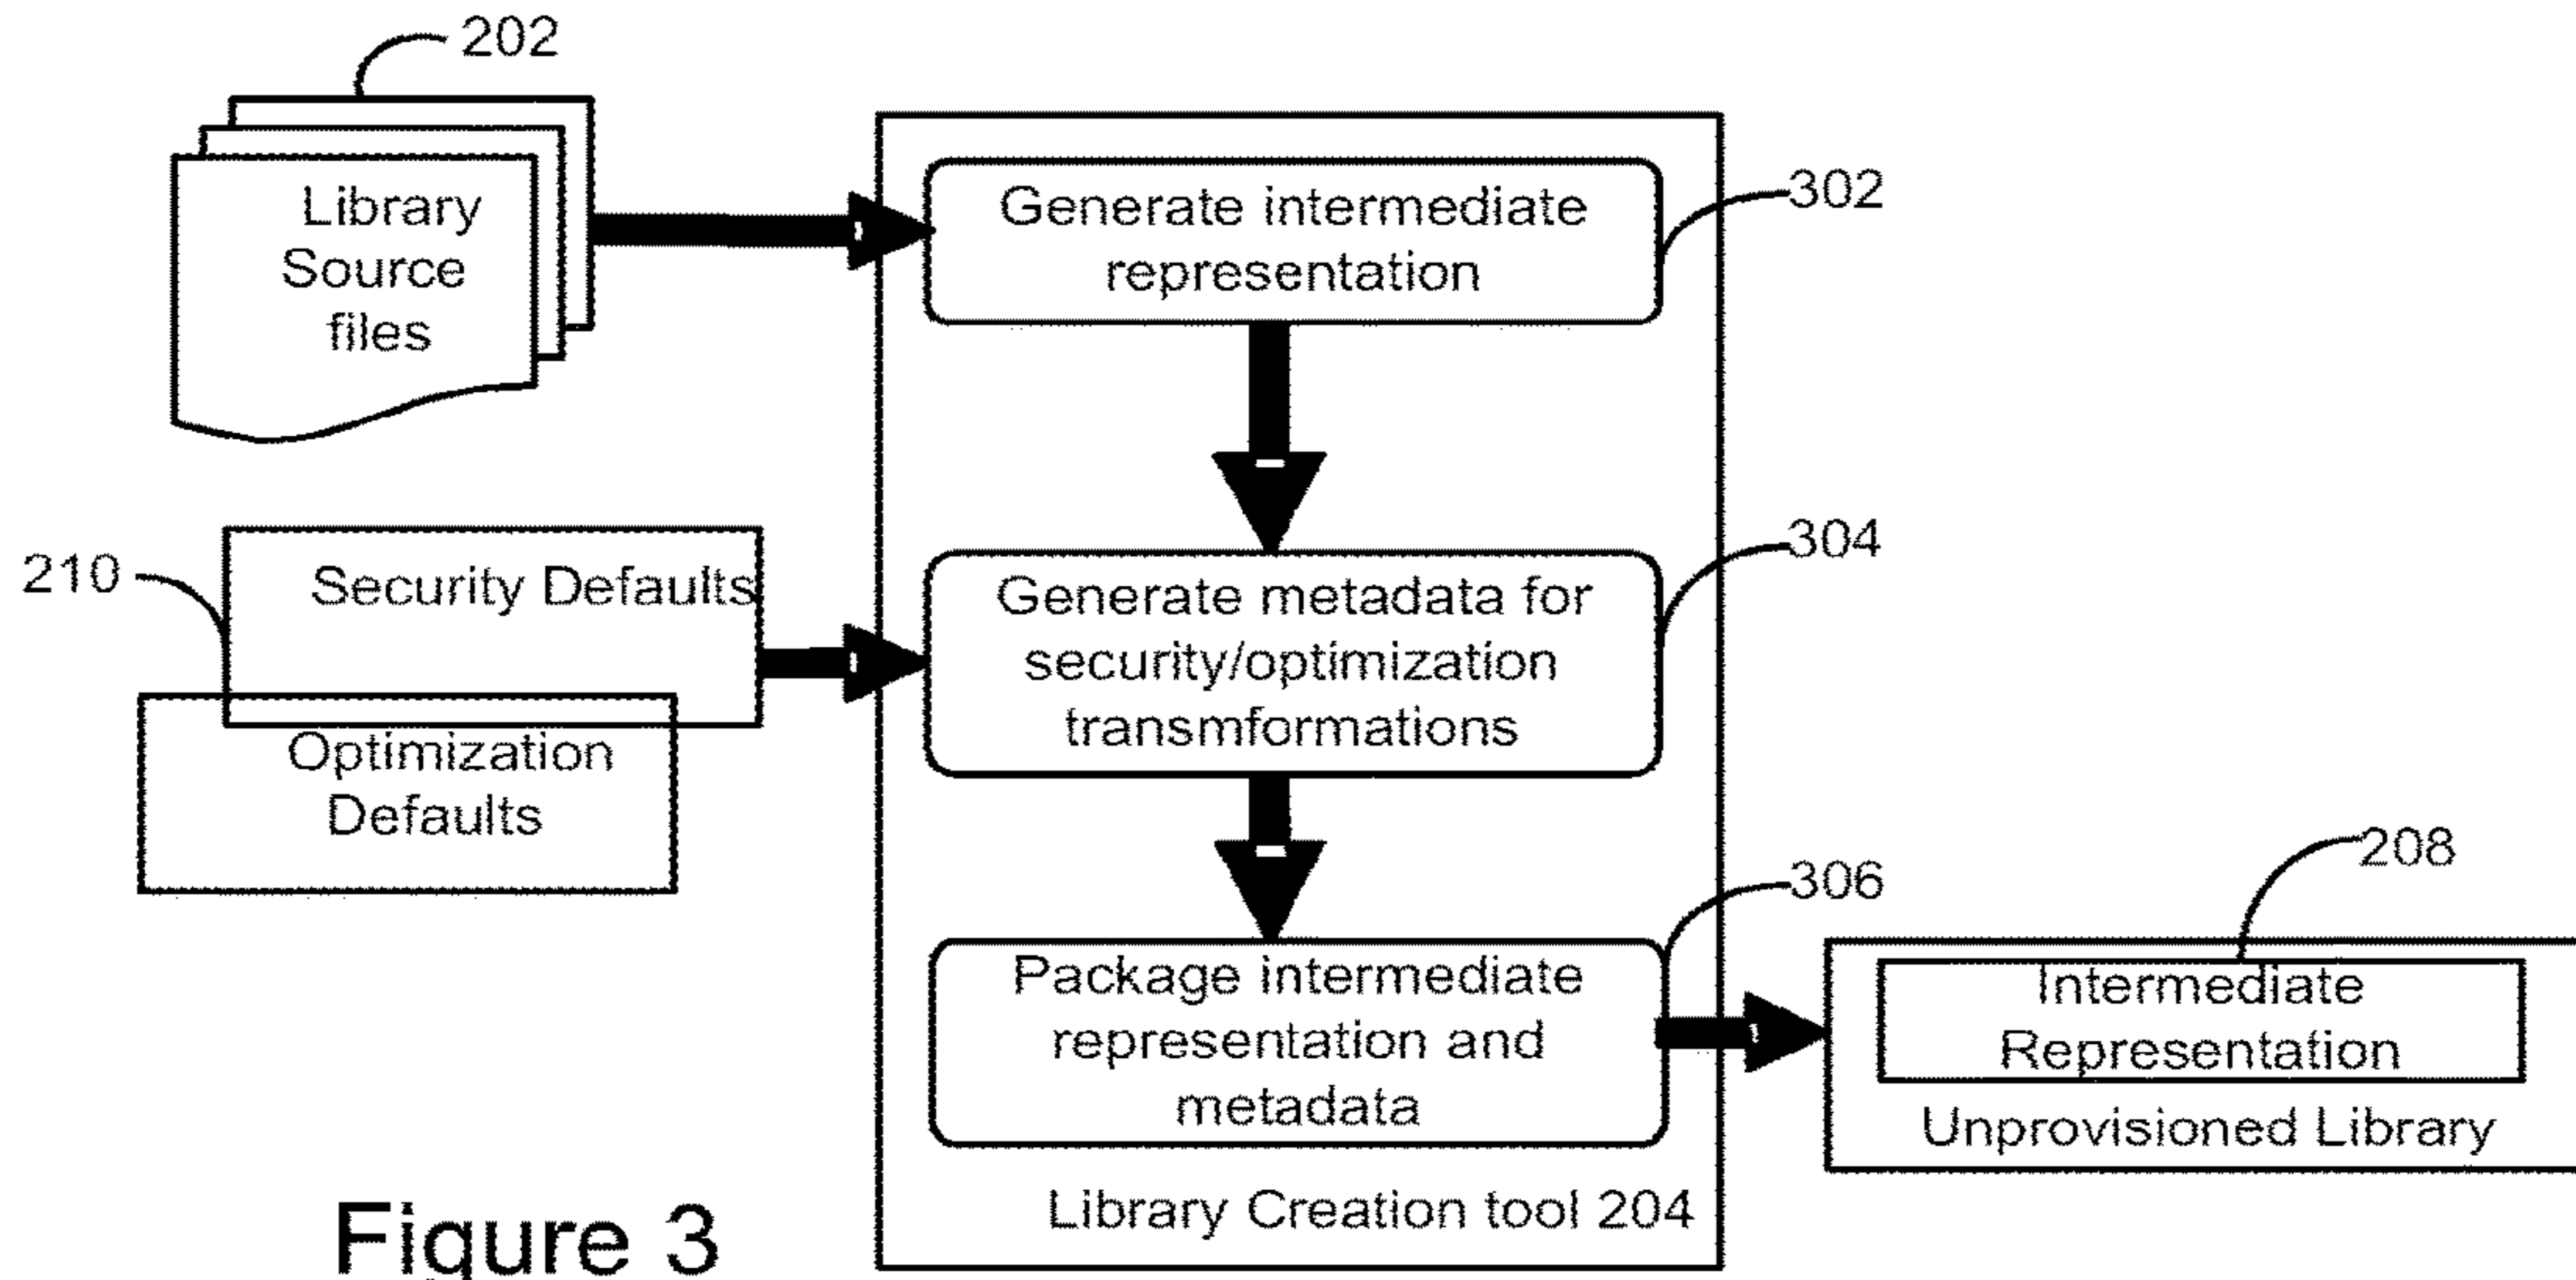 202
Library
Source
files
Generate intermediate
representation
302
210
Security Defaults
Optimization
Defaults
Generate metadata for
security/optimization
transmformations
304
Package intermediate
representation and
metadata
306
208
Intermediate
Representation
Unprovisioned Library
Library Creation tool 204
Figure 3